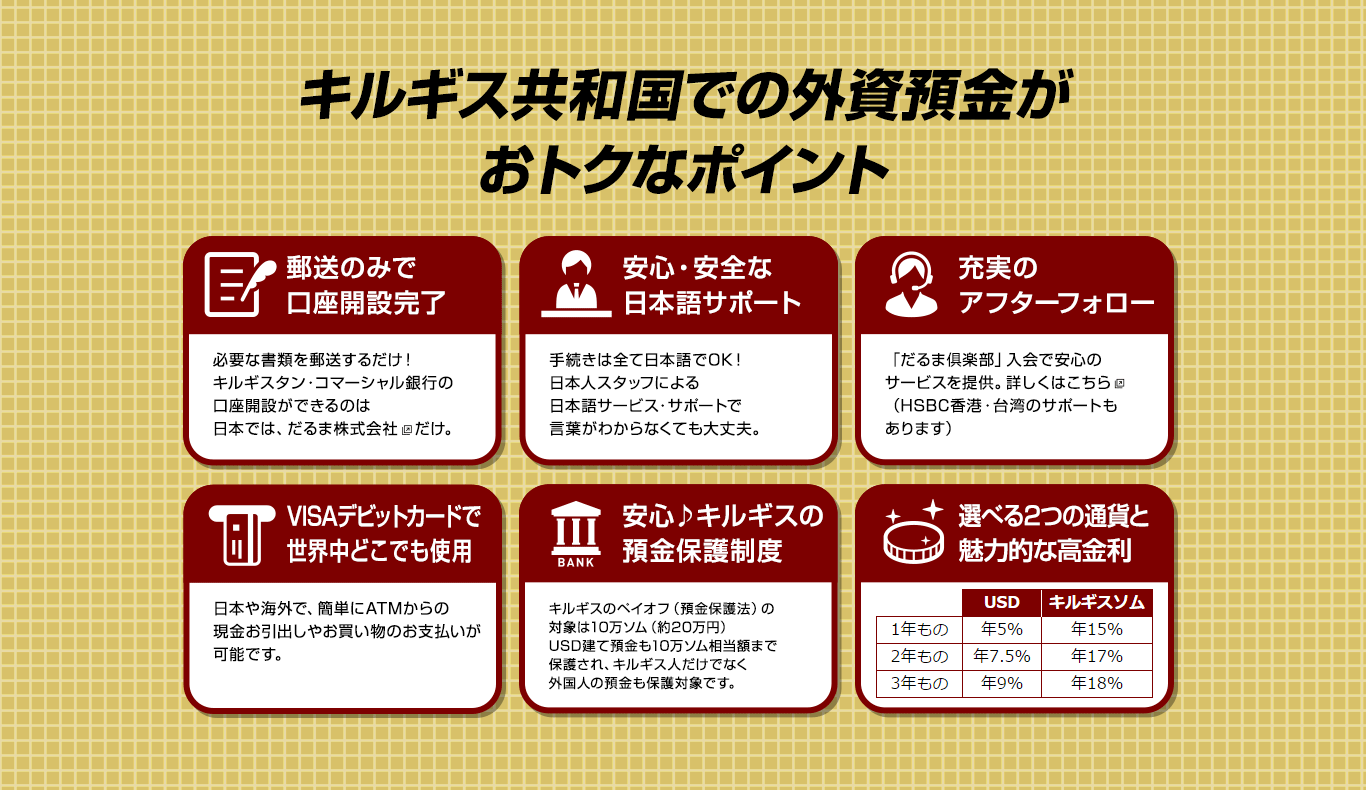 キルギス共和国での外資預金が
おトクなポイント
郵送のみで
口座開設完了
必要な書類を郵送するだけ!
キルギスタン・コマーシャル銀行の
口座開設ができるのは
日本では、だるま株式会社だけ。
安心・安全な
日本語サポート
手続きは全て日本語でOK!
日本人スタッフによる
日本語サービス・サポートで
言葉がわからなくても大丈夫。
充実の
アフターフォロー
「だるま倶楽部」入会で安心の
サービスを提供。詳しくはこちら
(HSBC香港・台湾のサポートも
あります)
VISAデビットカードで
世界中どこでも使用
日本や海外で、簡単にATMからの
現金お引出しやお買い物のお支払いが
可能です。
BANK
安心♪キルギスの
預金保護制度
キルギスのペイオフ(預金保護法)の
対象は10万ソム(約20万円)
USD建て預金も10万ソム相当額まで
保護され、キルギス人だけでなく
外国人の預金も保護対象です。
選べる2つの通貨と
魅力的な高金利
USD キルギスソム
1年もの 年5% 年15%
2年もの 年7.5% 年17%
3年もの 年9% 年18%